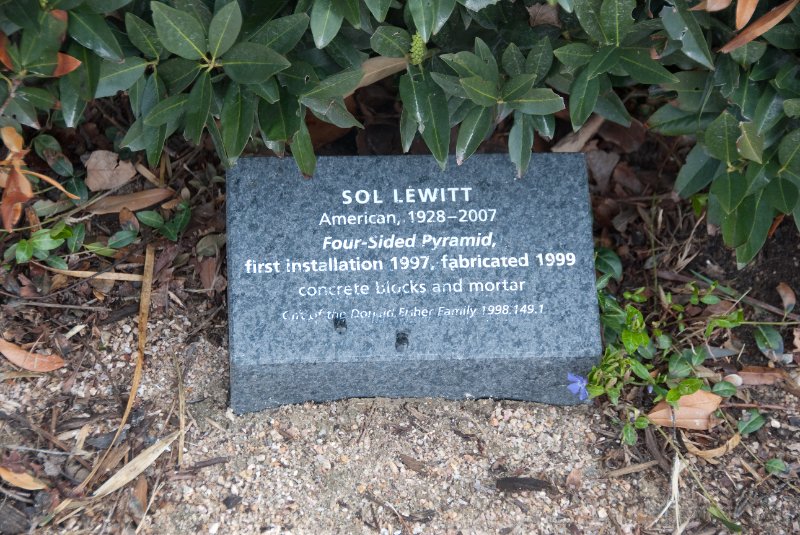 SOL LEWITT
American, 1928–2007
Four-Sided Pyramid,
first installation 1997, fabricated 1999
concrete blocks and mortar
Gift of the Donald Fisher Family 1998.149.1